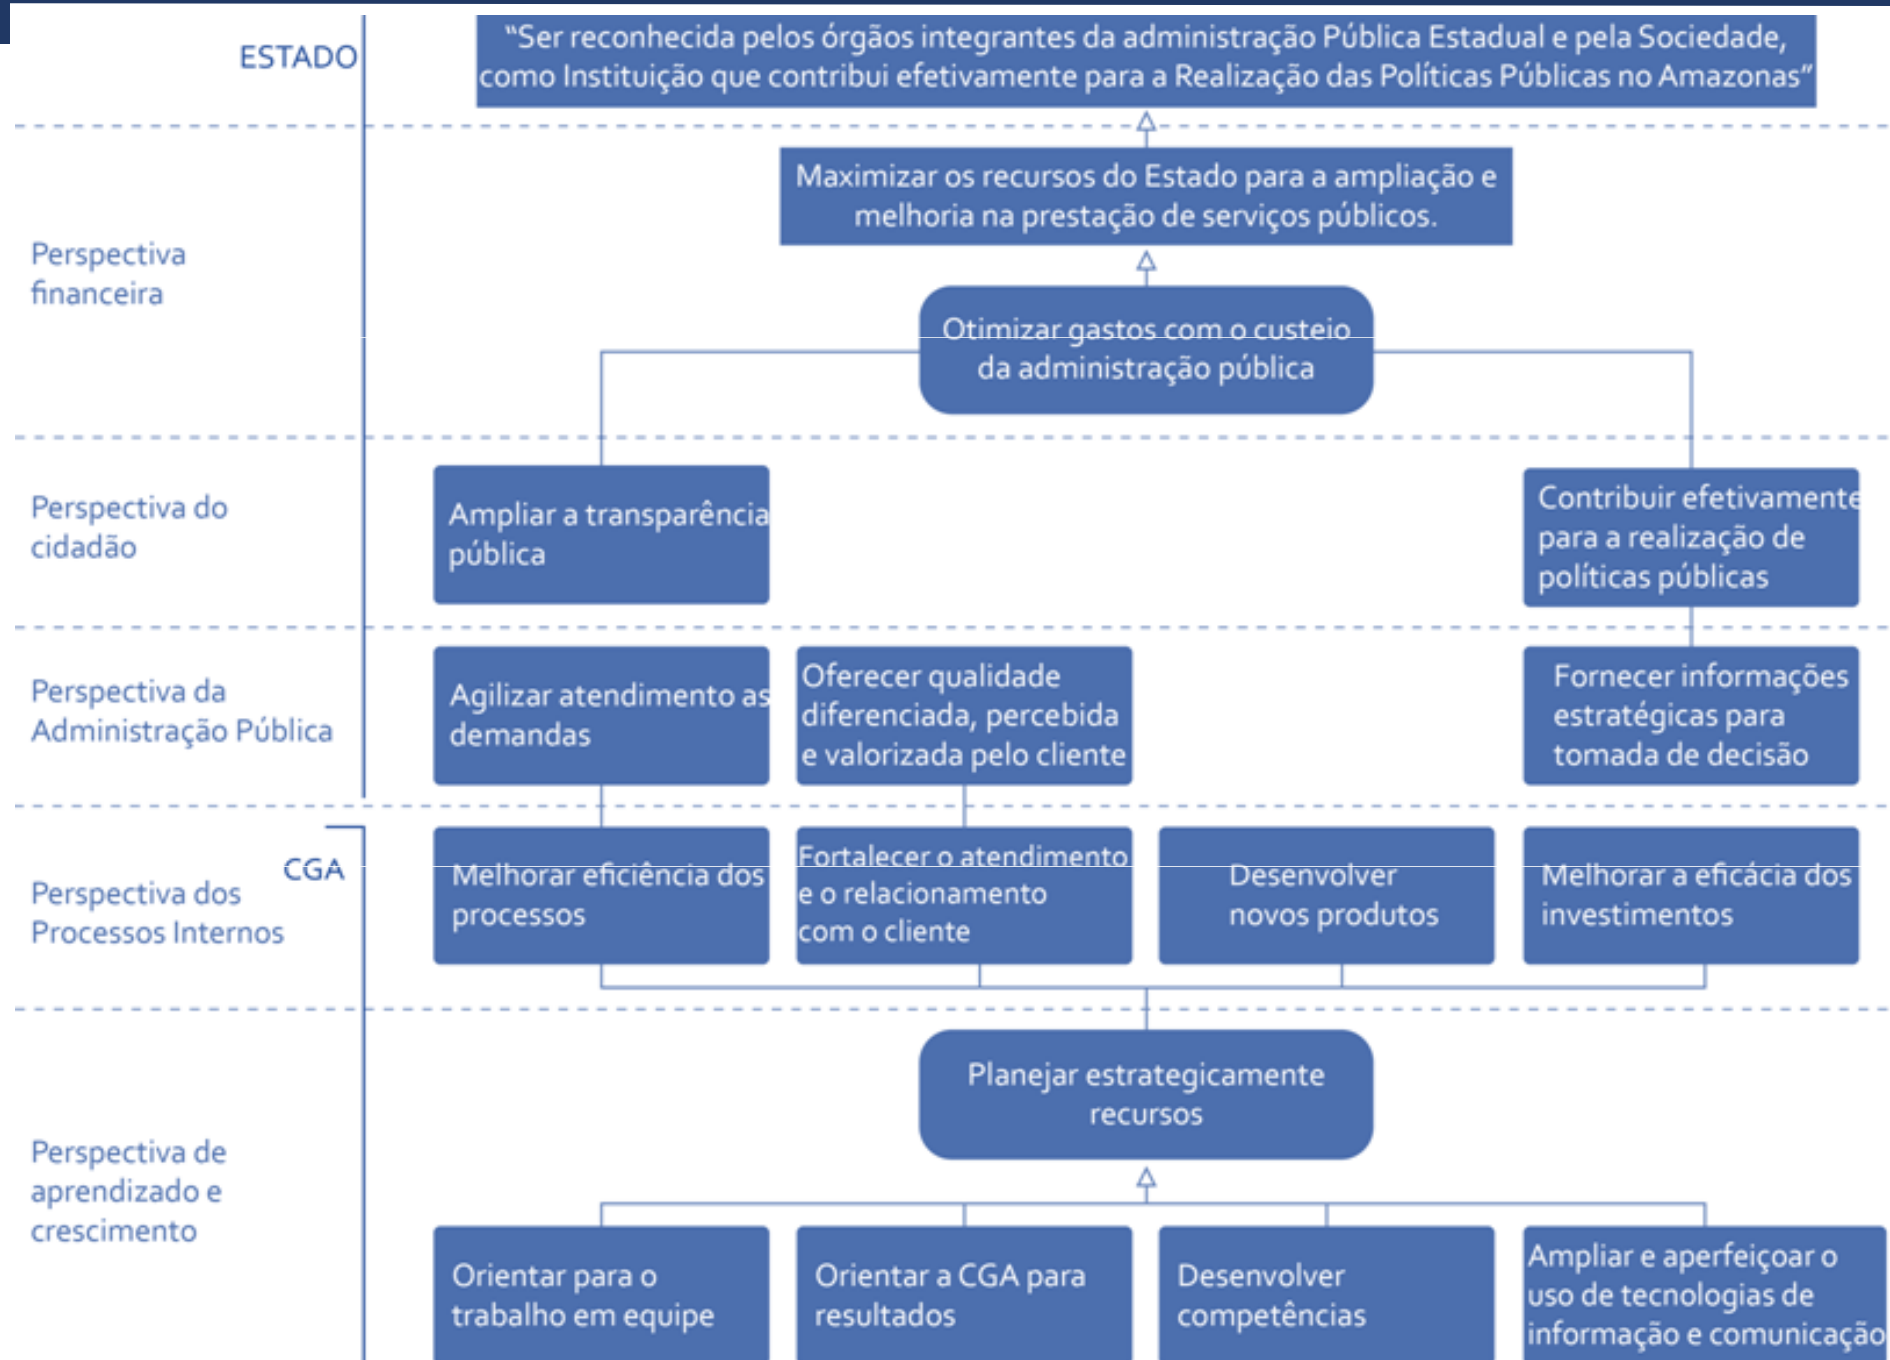 ESTADO
“Ser reconhecida pelos órgãos integrantes da administração Pública Estadual e pela Sociedade,
como Instituição que contribui efetivamente para a Realização das Políticas Públicas no Amazonas”
Perspectiva
financeira
Maximizar os recursos do Estado para a ampliação e
melhoria na prestação de serviços públicos.
Otimizar gastos com o custeio
da administração pública
Perspectiva do
cidadão
Ampliar a transparência
pública
Contribuir efetivamente
para a realização de
políticas públicas
Perspectiva da
Administração Pública
Agilizar atendimento as
demandas
Oferecer qualidade
diferenciada, percebida
e valorizada pelo cliente
Fornecer informações
estratégicas para
tomada de decisão
CGA
Perspectiva dos
Processos Internos
Melhorar eficiência dos
processos
Fortalecer o atendimento
e o relacionamento
com o cliente
Desenvolver
novos produtos
Melhorar a eficácia dos
investimentos
Perspectiva de
aprendizado e
crescimento
Planejar estrategicamente
recursos
Orientar para o
trabalho em equipe
Orientar a CGA para
resultados
Desenvolver
competências
Ampliar e aperfeiçoar o
uso de tecnologias de
informação e comunicação